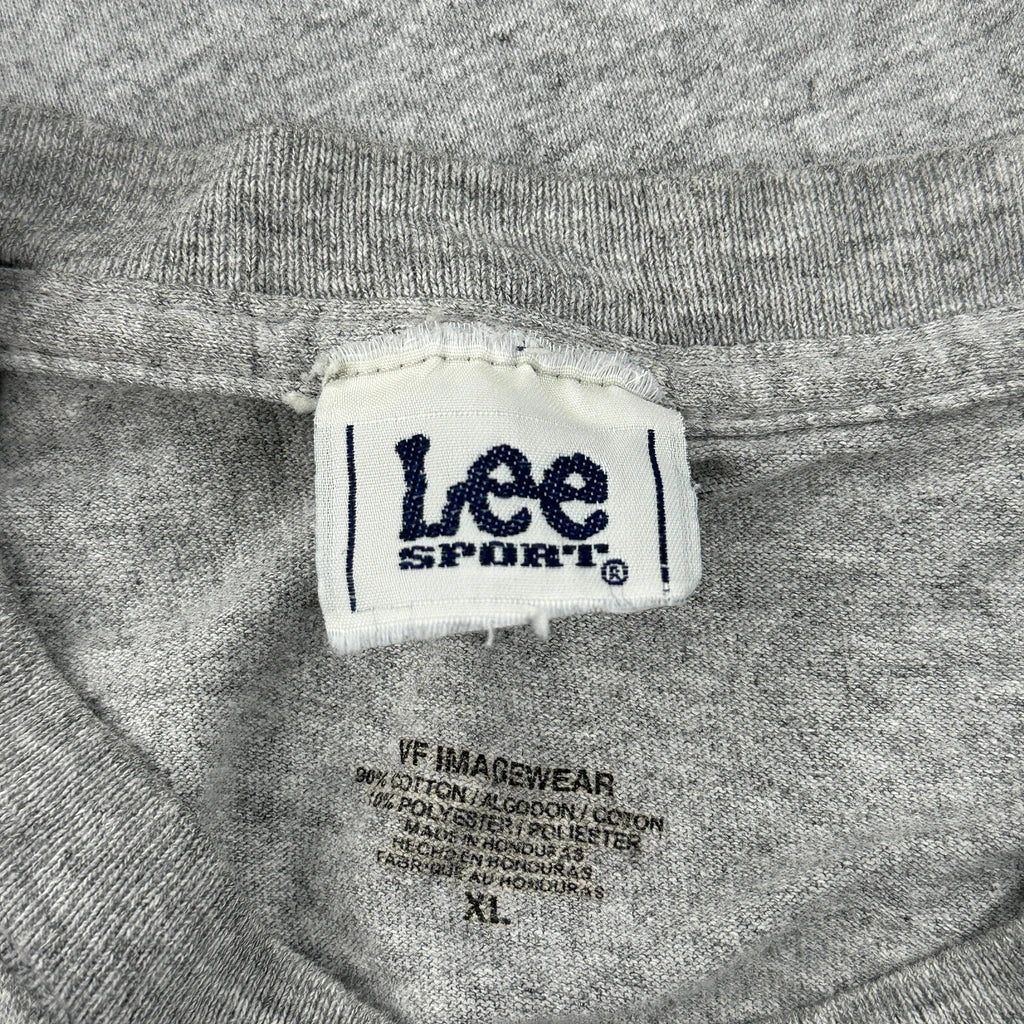 Lee
SPORT®
VF IMAGEWEAR
90% COTTON / ALGODON / COTON
10% POLYESTER / POLIESTER
MADE IN HONDURAS
HECHO EN HONDURAS
FABRIQUE AU HONDURAS
XL